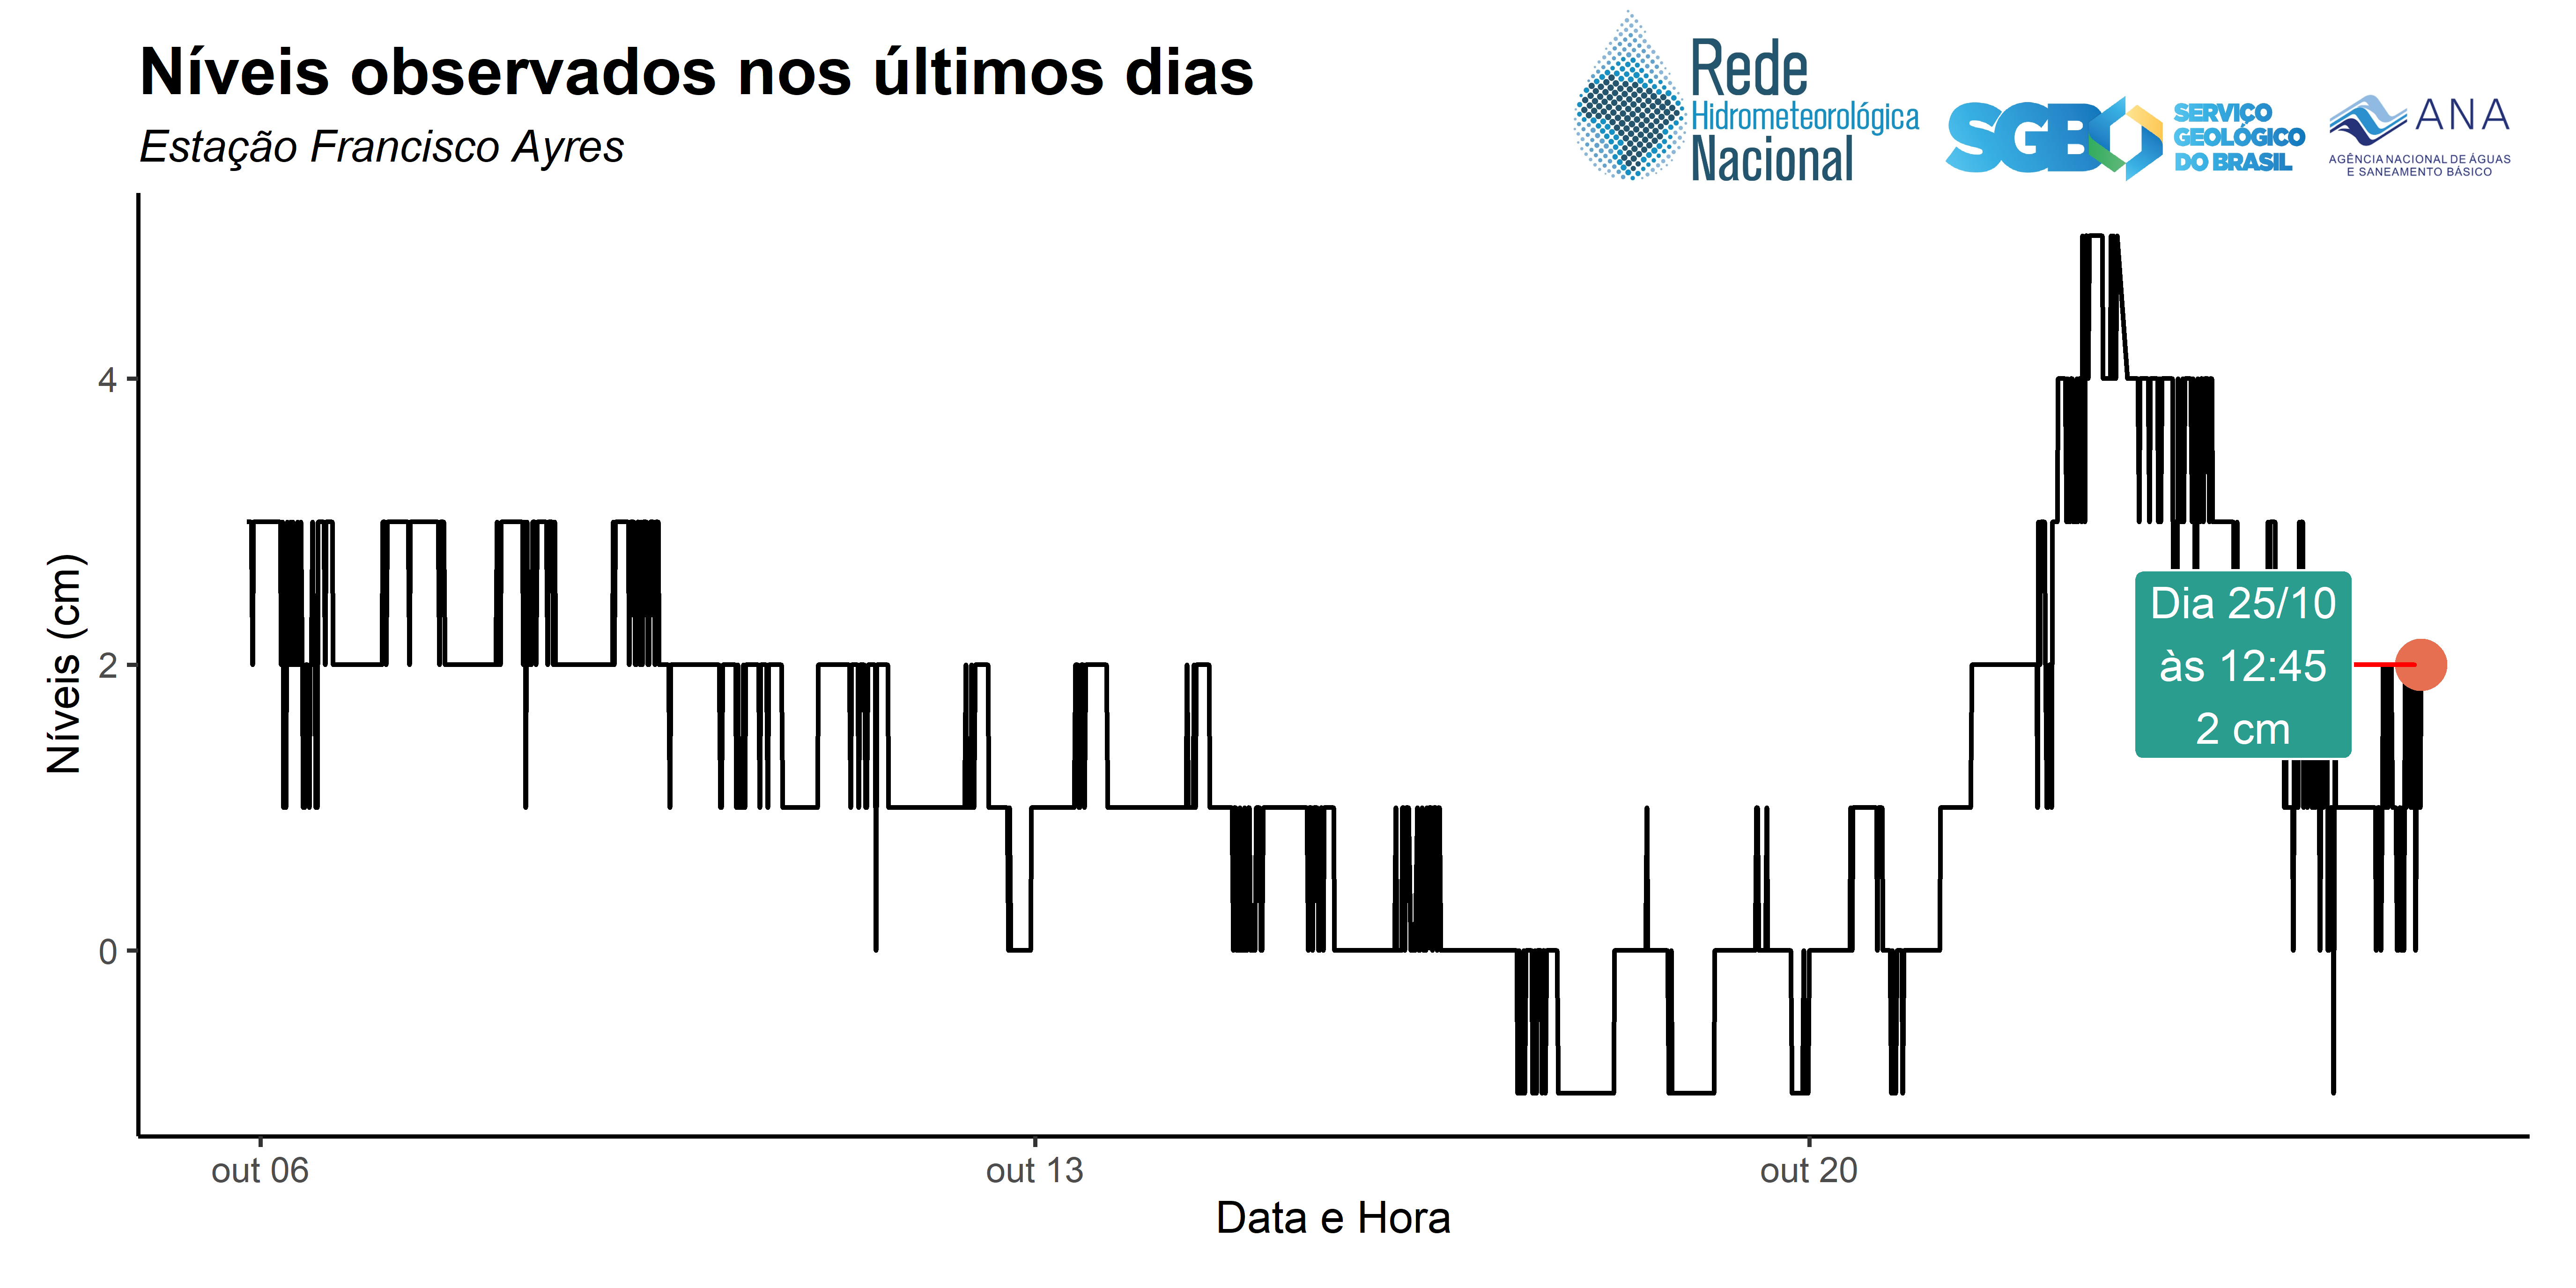 Níveis observados nos últimos dias
Estação Francisco Ayres
Rede
Hidrometeorológica
Nacional
SGB
SERVIÇO
GEOLÓGICO
DO BRASIL
ANA
AGÊNCIA NACIONAL DE ÁGUAS
E SANEAMENTO BÁSICO
Níveis (cm)
4
2
0
Dia 25/10
às 12:45
2 cm
out 06
out 13
out 20
Data e Hora